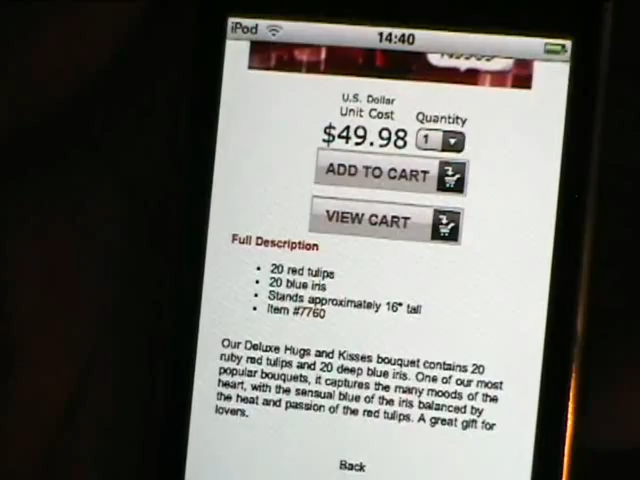 iPod 14:40
U.S. Dollar
Unit Cost Quantity
$49.98 1
ADD TO CART
VIEW CART
Full Description
• 20 red tulips
• 20 blue iris
• Stands approximately 16" tall
• Item #7760
Our Deluxe Hugs and Kisses bouquet contains 20
ruby red tulips and 20 deep blue iris. One of our most
popular bouquets, it captures the many moods of the
heart, with the sensual blue of the iris balanced by
the heat and passion of the red tulips. A great gift for
lovers.
Back